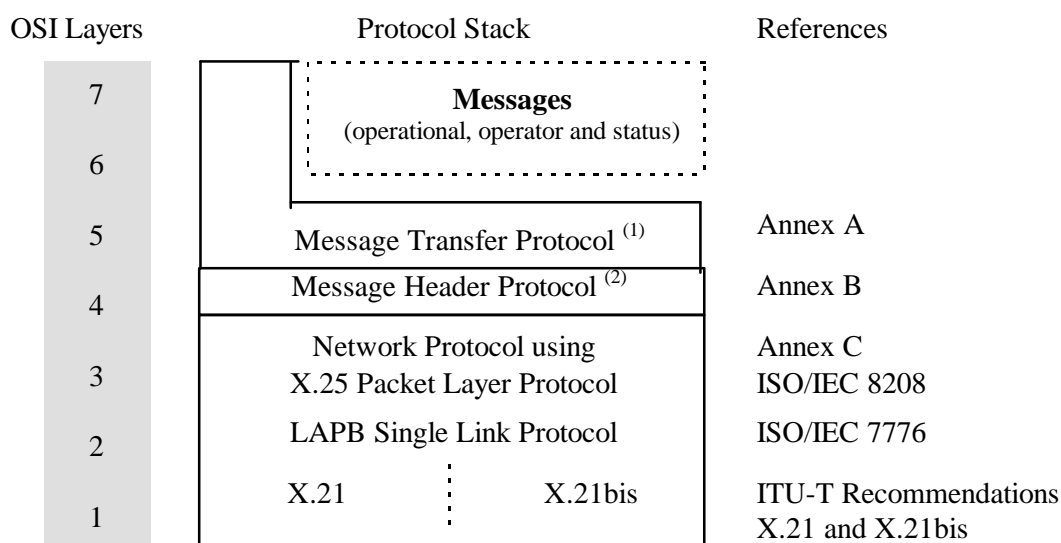 OSI Layers Protocol Stack References
7
Messages
(operational, operator and status)
6
5 Message Transfer Protocol (1) Annex A
Message Header Protocol (2) Annex B
4
Network Protocol using Annex C
3 X.25 Packet Layer Protocol ISO/IEC 8208
2 LAPB Single Link Protocol ISO/IEC 7776
X.21 X.21bis ITU-T Recommendations
1 X.21 and X.21bis